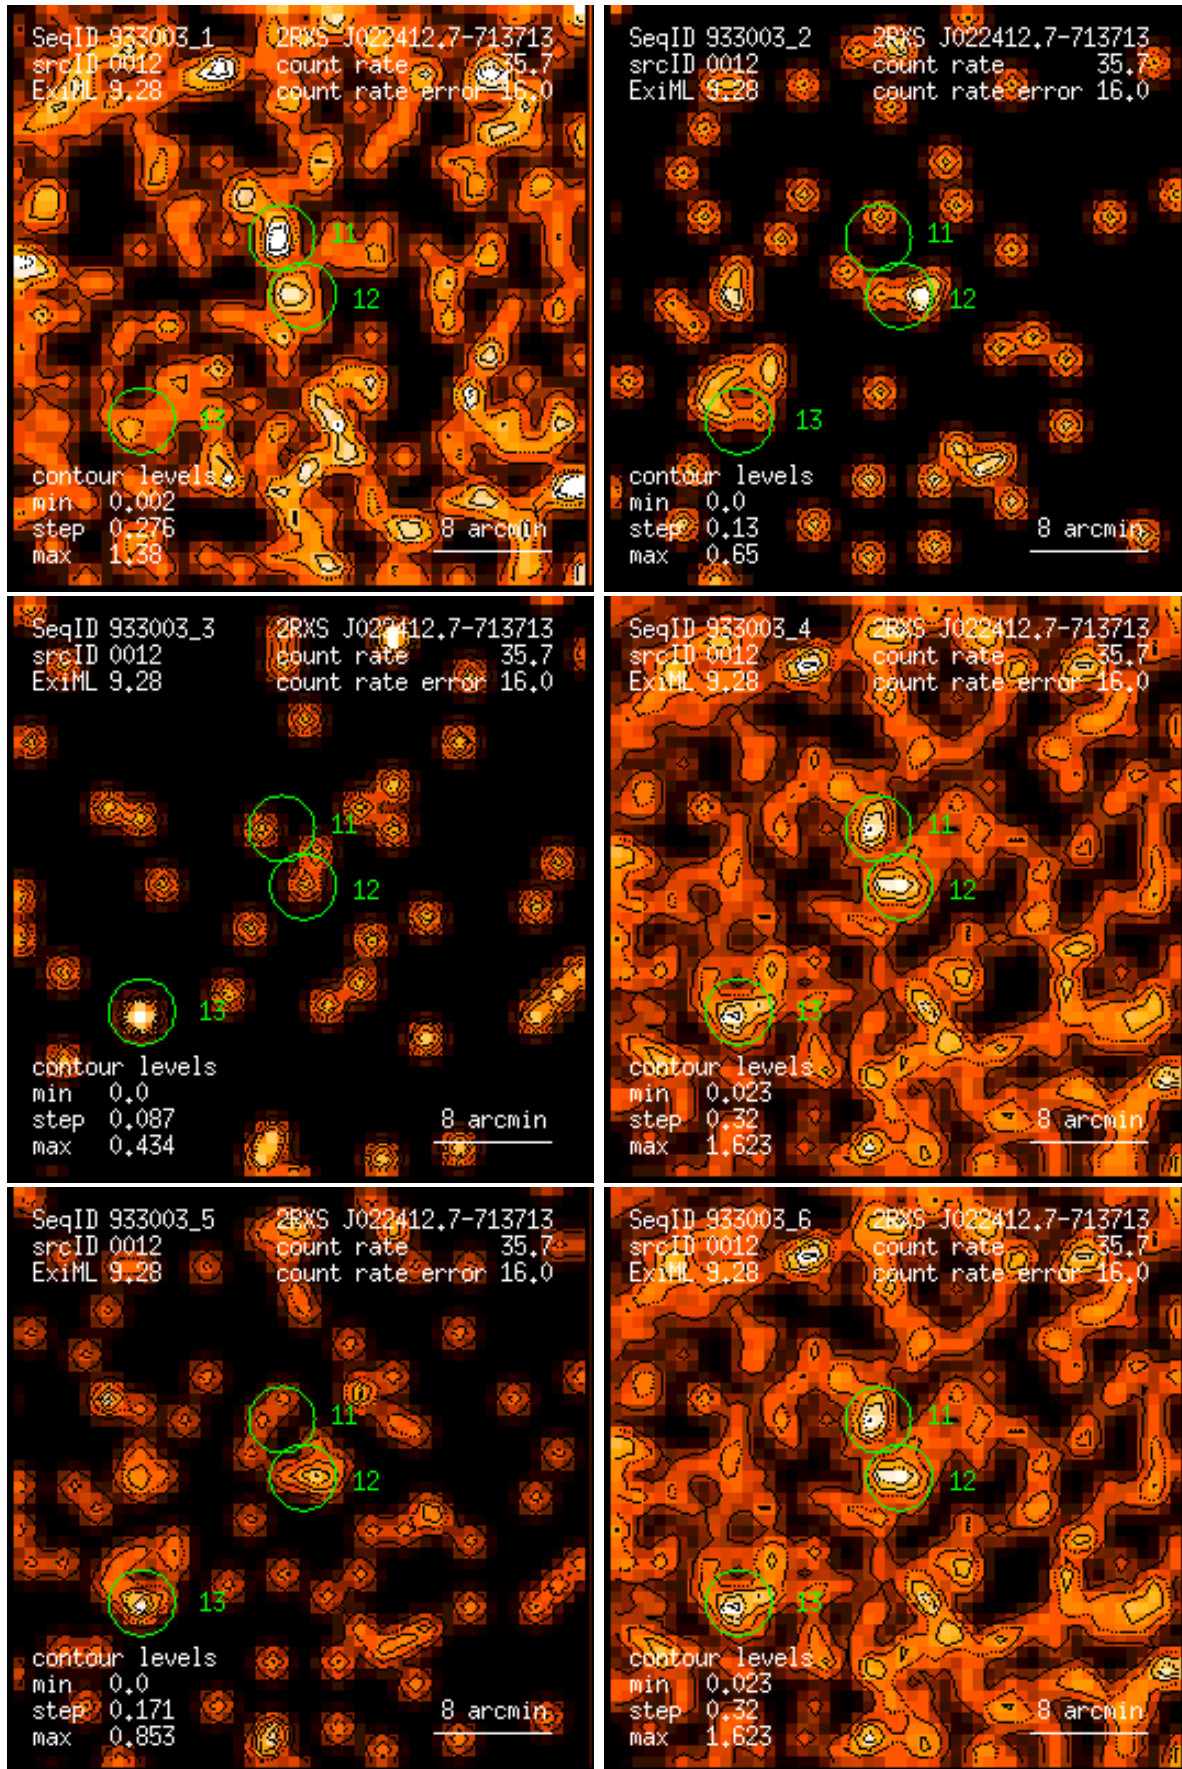 SeqID 933003_1 2RXS J022412.7-713713
srcID 0012 count rate 35.7
ExiML 9.28 count rate error 16.0
11
12
13
contour levels
min 0.002
step 0.276 8 arcmin
max 1.38
SeqID 933003_2 2RXS J022412.7-713713
srcID 0012 count rate 35.7
ExiML 9.28 count rate error 16.0
11
12
13
contour levels
min 0.0
step 0.13 8 arcmin
max 0.65
SeqID 933003_3 2RXS J022412.7-713713
srcID 0012 count rate 35.7
ExiML 9.28 count rate error 16.0
11
12
13
contour levels
min 0.0
step 0.087 8 arcmin
max 0.434
SeqID 933003_4 2RXS J022412.7-713713
srcID 0012 count rate 35.7
ExiML 9.28 count rate error 16.0
11
12
13
contour levels
min 0.023
step 0.32 8 arcmin
max 1.623
SeqID 933003_5 2RXS J022412.7-713713
srcID 0012 count rate 35.7
ExiML 9.28 count rate error 16.0
11
12
13
contour levels
min 0.0
step 0.171 8 arcmin
max 0.853
SeqID 933003_6 2RXS J022412.7-713713
srcID 0012 count rate 35.7
ExiML 9.28 count rate error 16.0
11
12
13
contour levels
min 0.023
step 0.32 8 arcmin
max 1.623